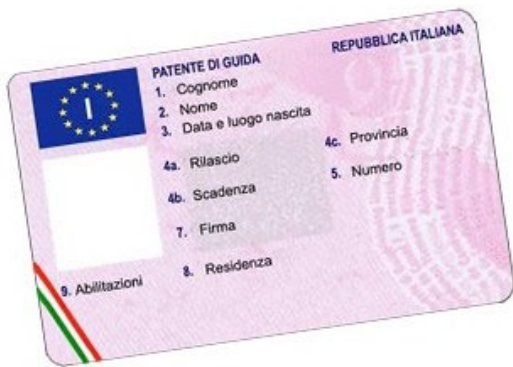 PATENTE DI GUIDA REPUBBLICA ITALIANA
I
1. Cognome
2. Nome
3. Data e luogo nascita
4a. Rilascio 4c. Provincia
4b. Scadenza 5. Numero
7. Firma
8. Residenza
9. Abilitazioni